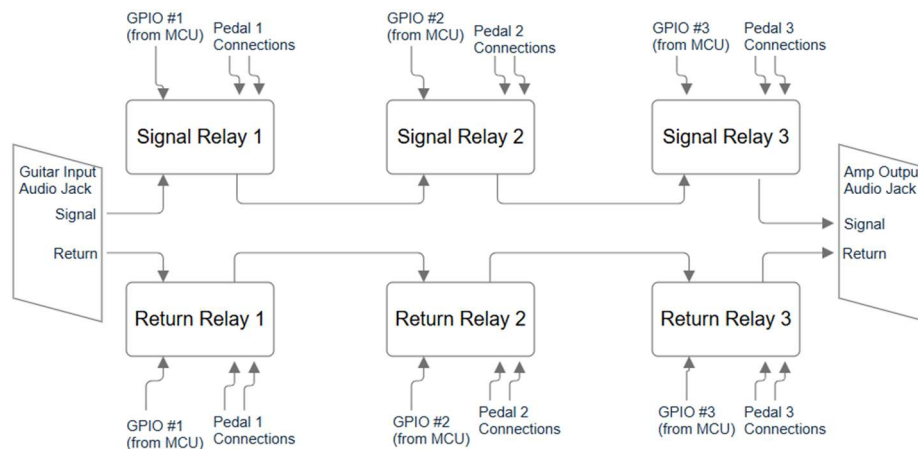 GPIO #1
(from MCU)
Pedal 1
Connections
GPIO #2
(from MCU)
Pedal 2
Connections
GPIO #3
(from MCU)
Pedal 3
Connections
Signal Relay 1
Signal Relay 2
Signal Relay 3
Guitar Input
Audio Jack
Signal
Return
Amp Output
Audio Jack
Signal
Return
Return Relay 1
Return Relay 2
Return Relay 3
GPIO #1
(from MCU)
Pedal 1
Connections
GPIO #2
(from MCU)
Pedal 2
Connections
GPIO #3
(from MCU)
Pedal 3
Connections